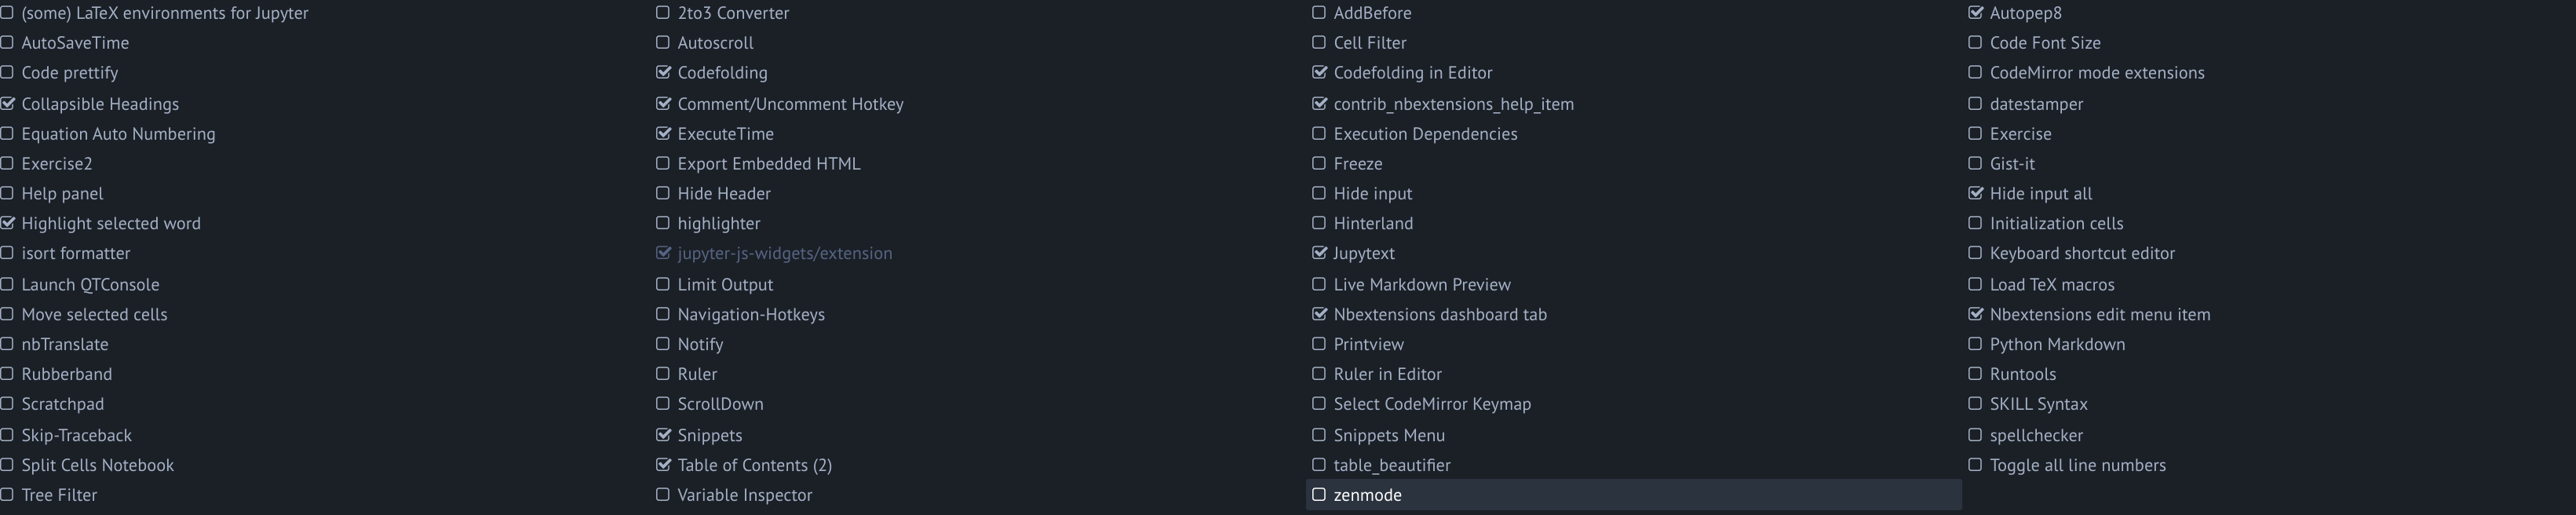 (some) LaTeX environments for Jupyter 2to3 Converter AddBefore Autopep8
AutoSaveTime Autoscroll Cell Filter Code Font Size
Code prettify Codefolding Codefolding in Editor CodeMirror mode extensions
Collapsible Headings Comment/Uncomment Hotkey contrib_nbextensions_help_item datestamper
Equation Auto Numbering ExecuteTime Execution Dependencies Exercise
Exercise2 Export Embedded HTML Freeze Gist-it
Help panel Hide Header Hide input Hide input all
Highlight selected word highlighter Hinterland Initialization cells
isort formatter jupyter-js-widgets/extension Jupytext Keyboard shortcut editor
Launch QTConsole Limit Output Live Markdown Preview Load TeX macros
Move selected cells Navigation-Hotkeys Nbextensions dashboard tab Nbextensions edit menu item
nbTranslate Notify Printview Python Markdown
Rubberband Ruler Ruler in Editor Runtools
Scratchpad ScrollDown Select CodeMirror Keymap SKILL Syntax
Skip-Traceback Snippets Snippets Menu spellchecker
Split Cells Notebook Table of Contents (2) table_beautifier Toggle all line numbers
Tree Filter Variable Inspector zenmode